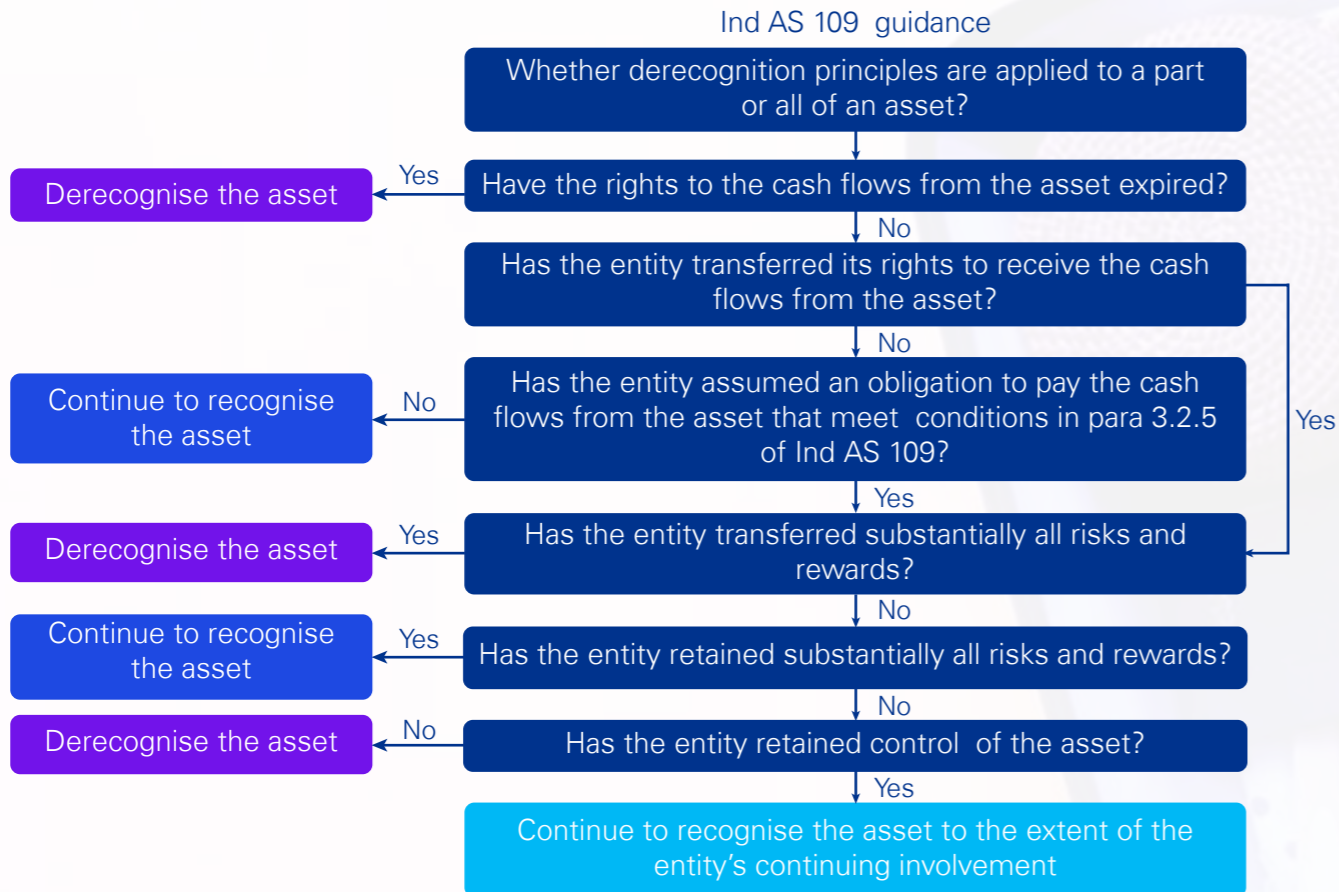 Ind AS 109 guidance
Whether derecognition principles are applied to a part
or all of an asset?
Derecognise the asset
Yes
Have the rights to the cash flows from the asset expired?
No
Has the entity transferred its rights to receive the cash
flows from the asset?
No
Yes
Continue to recognise
the asset
No
Has the entity assumed an obligation to pay the cash
flows from the asset that meet conditions in para 3.2.5
of Ind AS 109?
Yes
Derecognise the asset
Yes
Has the entity transferred substantially all risks and
rewards?
No
Continue to recognise
the asset
Yes
Has the entity retained substantially all risks and rewards?
No
Derecognise the asset
No
Has the entity retained control of the asset?
Yes
Continue to recognise the asset to the extent of the
entity's continuing involvement